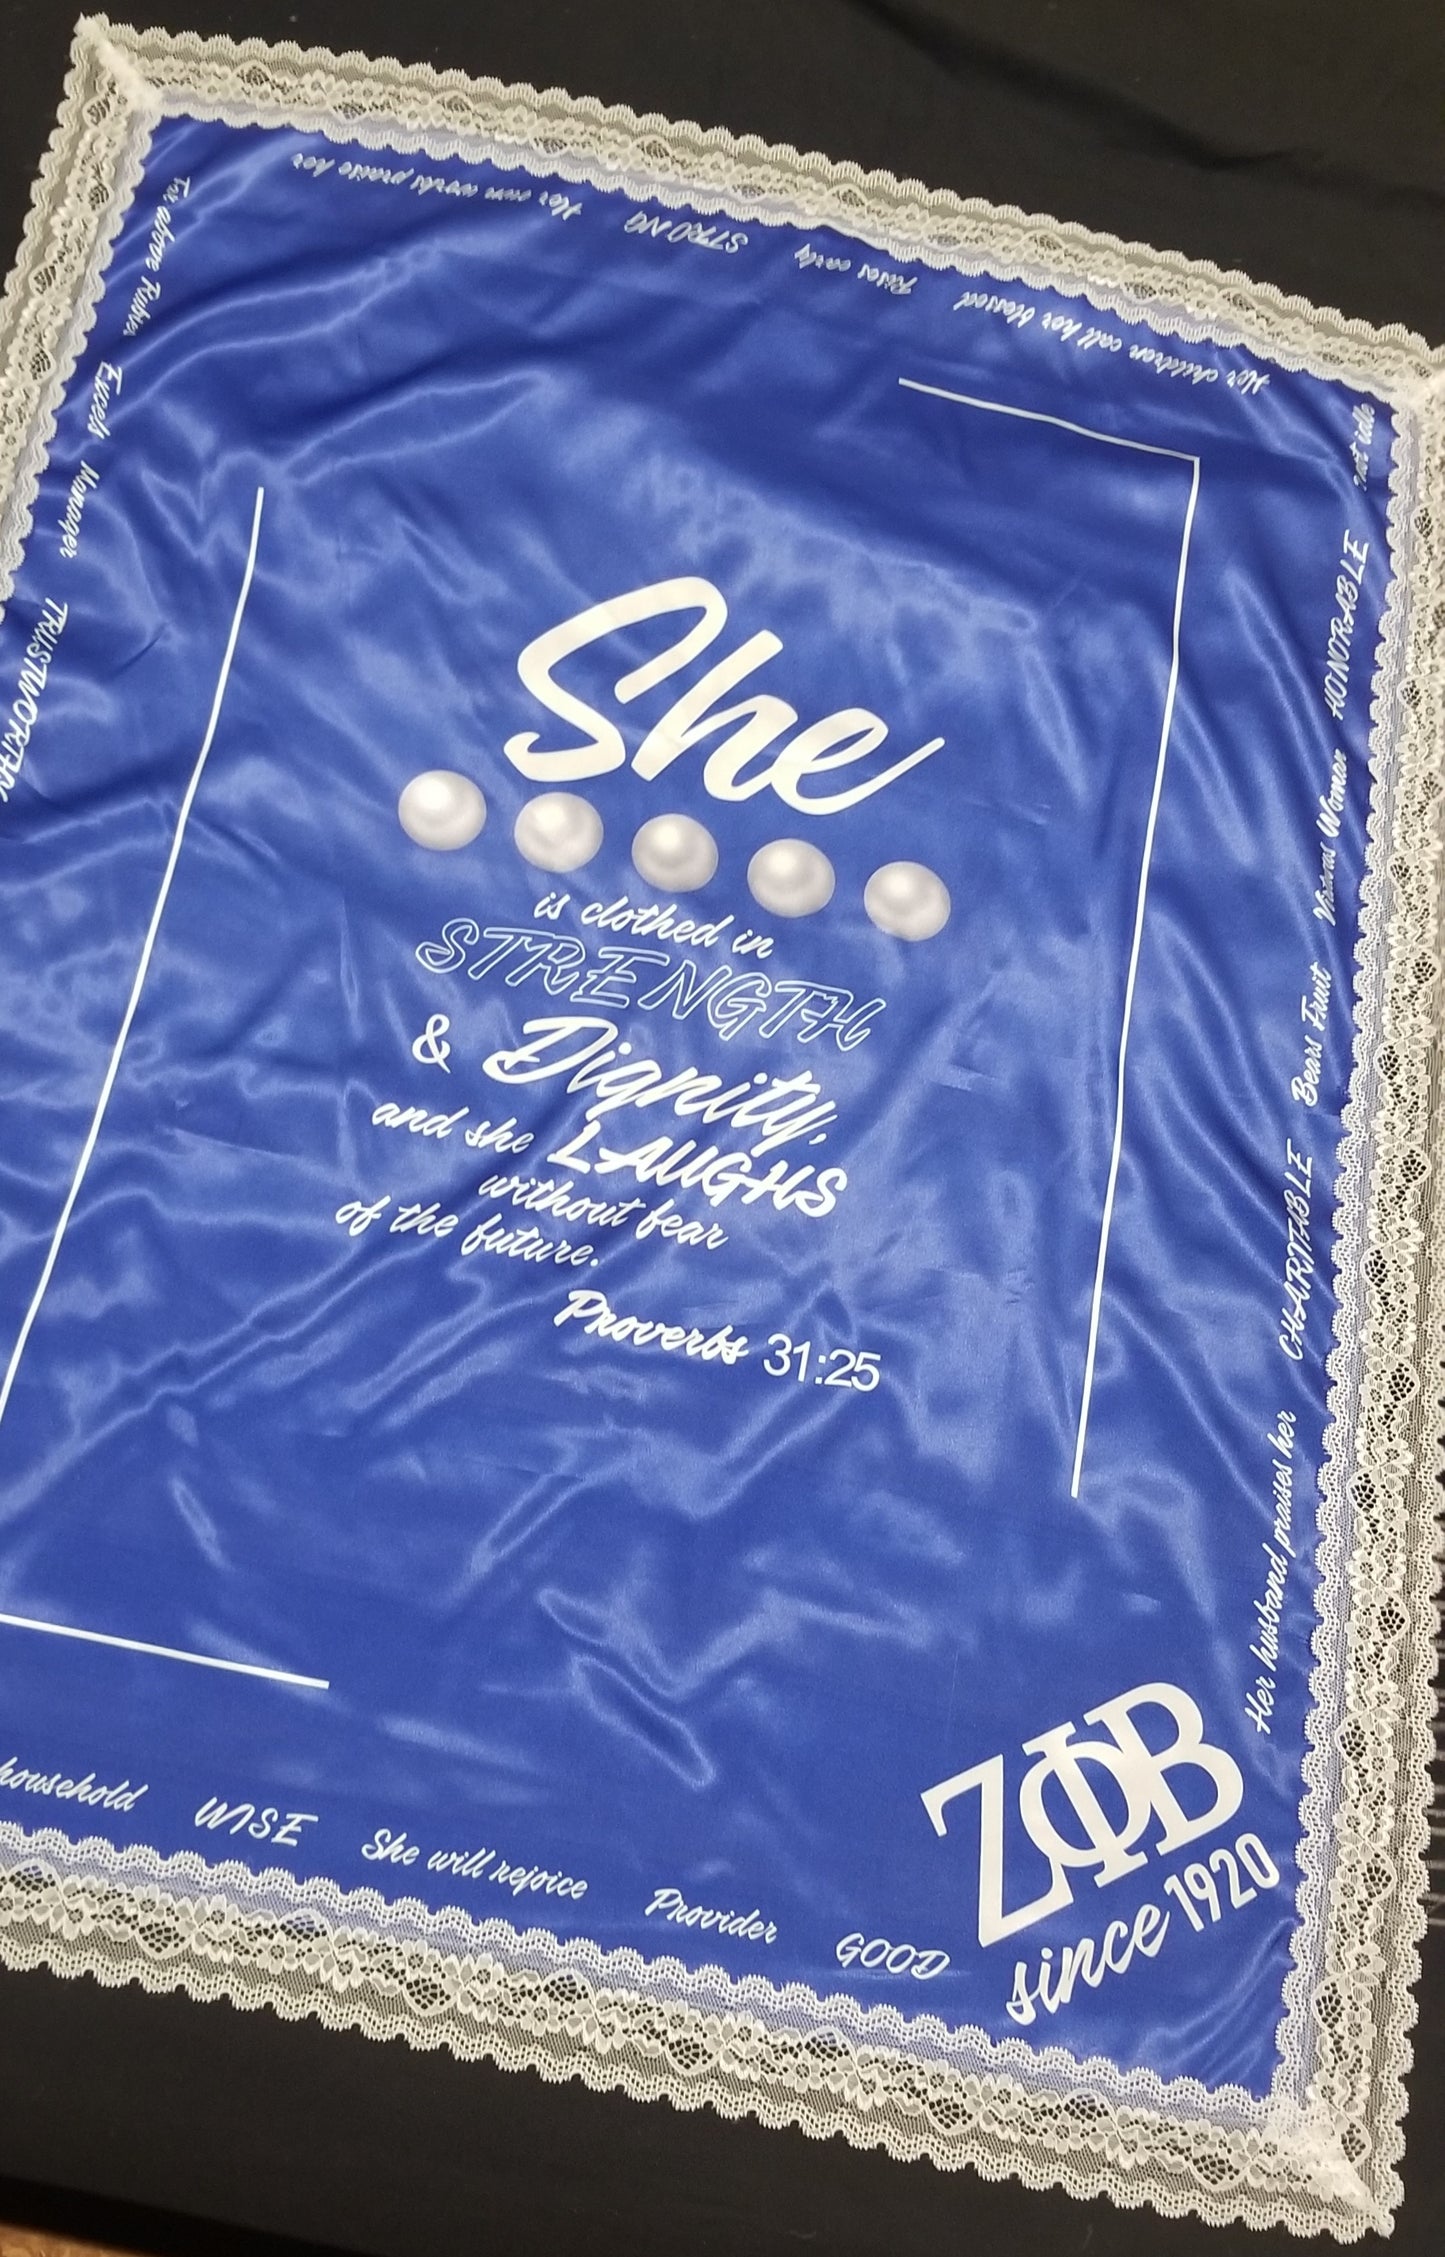 She
is clothed in
STRENGTH
& Dignity,
and she LAUGHS
without fear
of the future.
Proverbs 31:25
Her children call her blessed
Rises early
STRONG
Her own works praise her
Far above Rubies
Excels
Manager
TRUSTWORTHY
household
WISE
She will rejoice
Provider
GOOD
ZΦB
since 1920
Her husband praises her
CHARITABLE
Bears Fruit
Virtuous Woman
HONORABLE
idle